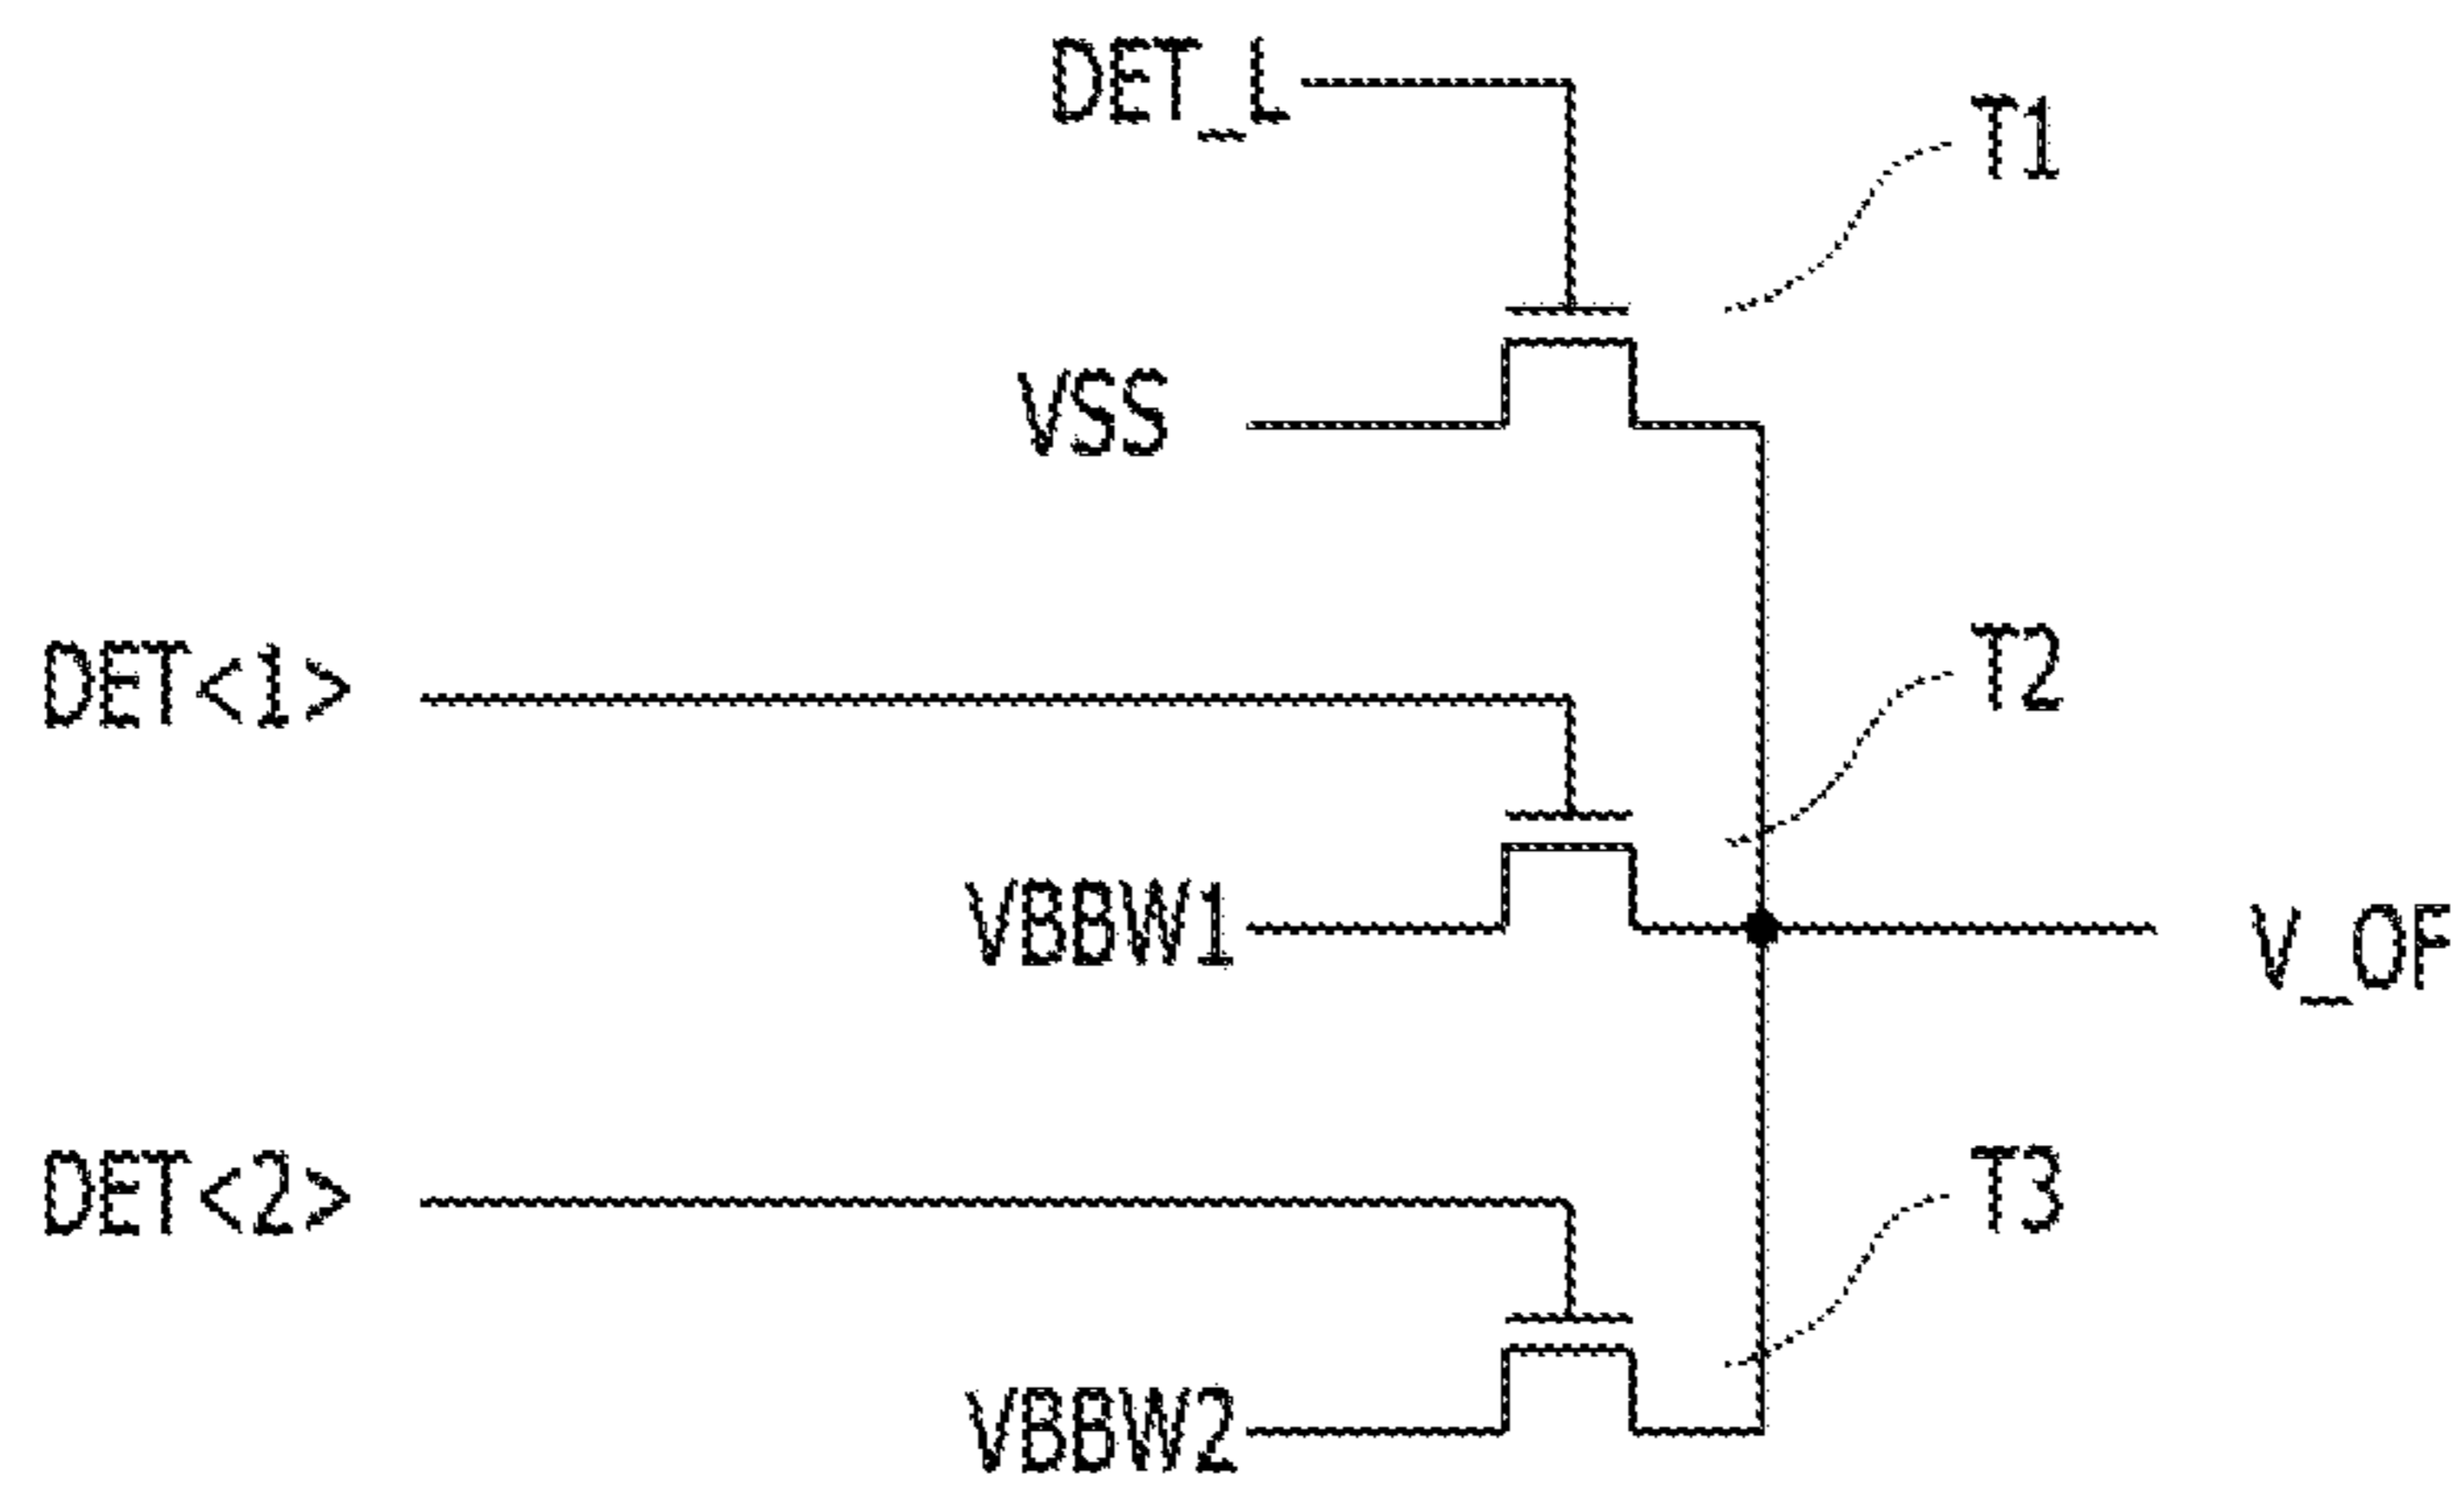 DET_L
T1
VSS
DET<1>
T2
VBBW1
V_OF
DET<2>
T3
VBBW2